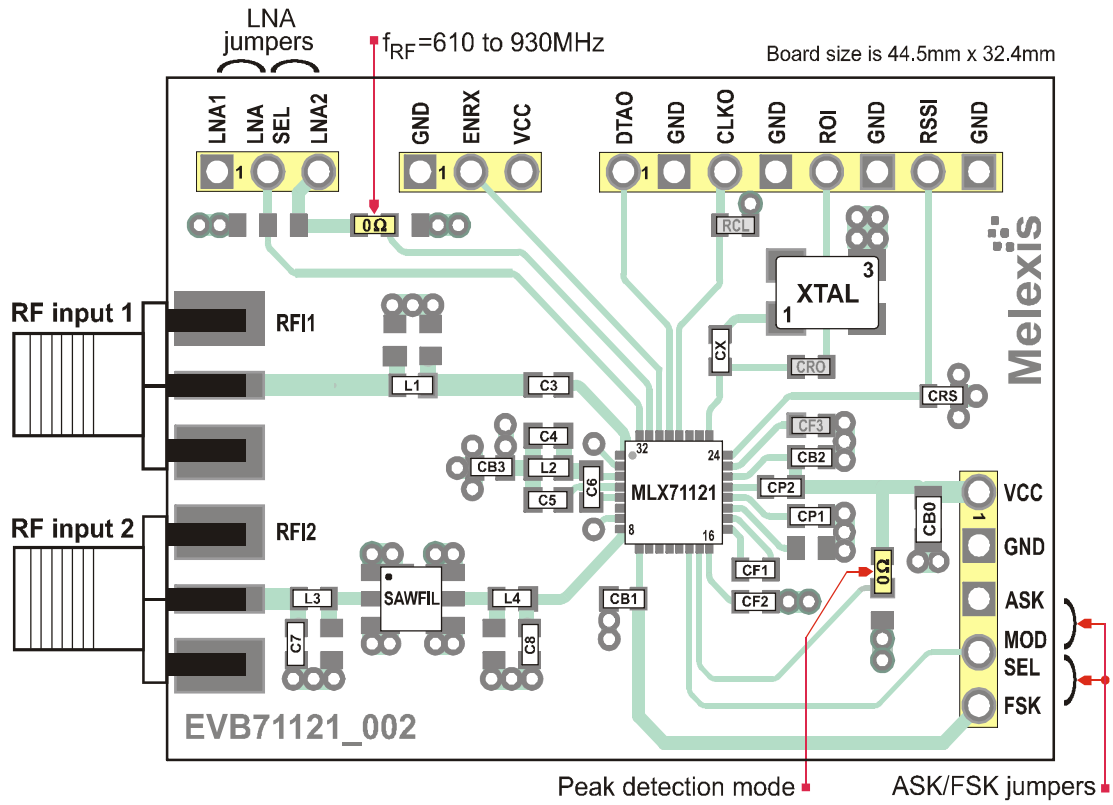 LNA
jumpers
fRF=610 to 930MHz
Board size is 44.5mm x 32.4mm
LNA1
LNA
SEL
LNA2
GND
ENRX
VCC
DTAO
GND
CLKO
GND
ROI
GND
RSSI
GND
1
1
1
0Ω
RCL
Melexis
XTAL
3
1
RF input 1
RFI1
CX
CRO
L1
C3
CRS
C4
CF3
32
24
CB3
L2
C6
CB2
MLX71121
CP2
VCC
C5
CP1
CB0
1
8
16
RF input 2
RFI2
GND
CF1
0Ω
SAWFIL
L3
L4
CB1
CF2
ASK
C7
C8
MOD
SEL
FSK
EVB71121_002
Peak detection mode
ASK/FSK jumpers